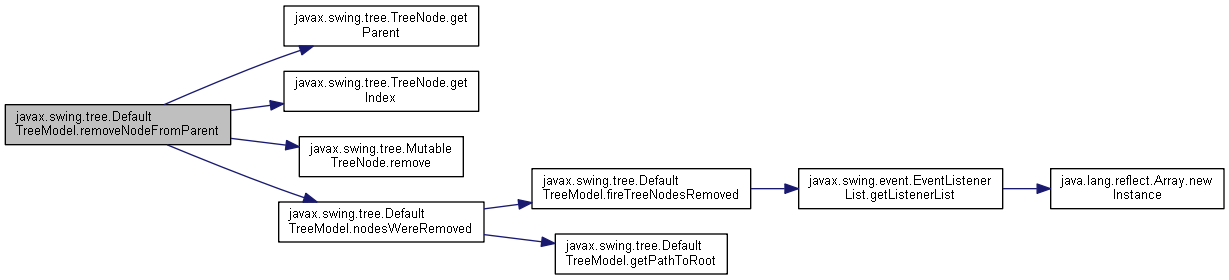 javax.swing.tree.TreeNode.get
Parent
javax.swing.tree.TreeNode.get
Index
javax.swing.tree.Default
TreeModel.removeNodeFromParent
javax.swing.tree.Mutable
TreeNode.remove
javax.swing.tree.Default
TreeModel.nodesWereRemoved
javax.swing.tree.Default
TreeModel.fireTreeNodesRemoved
javax.swing.event.EventListener
List.getListenerList
java.lang.reflect.Array.new
Instance
javax.swing.tree.Default
TreeModel.getPathToRoot